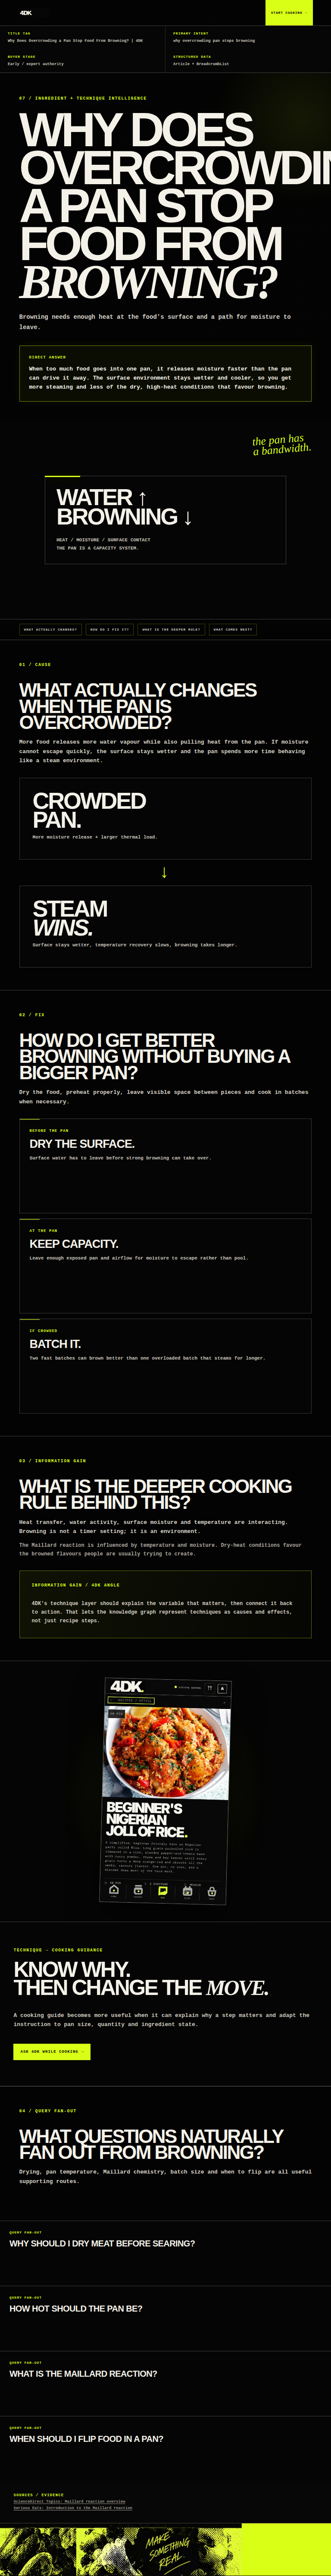 4DK
START COOKING →
TITLE TAG
Why Does Overcrowding a Pan Stop Food From Browning? | 4DK
PRIMARY INTENT
why overcrowding pan stops browning
BUYER STAGE
Early / expert authority
STRUCTURED DATA
Article + BreadcrumbList
07 / INGREDIENT + TECHNIQUE INTELLIGENCE
WHY DOES
OVERCROWDIN
A PAN STOP
FOOD FROM
BROWNING?
Browning needs enough heat at the food's surface and a path for moisture to
leave.
DIRECT ANSWER
When too much food goes into one pan, it releases moisture faster than the pan
can drive it away. The surface environment stays wetter and cooler, so you get
more steaming and less of the dry, high-heat conditions that favour browning.
the pan has
a bandwidth.
WATER ↑
BROWNING ↓
HEAT / MOISTURE / SURFACE CONTACT
THE PAN IS A CAPACITY SYSTEM.
WHAT ACTUALLY CHANGES?
HOW DO I FIX IT?
WHAT IS THE DEEPER RULE?
WHAT COMES NEXT?
01 / CAUSE
WHAT ACTUALLY CHANGES
WHEN THE PAN IS
OVERCROWDED?
More food releases more water vapour while also pulling heat from the pan. If moisture
cannot escape quickly, the surface stays wetter and the pan spends more time behaving
like a steam environment.
CROWDED
PAN.
More moisture release + larger thermal load.
↓
STEAM
WINS.
Surface stays wetter, temperature recovery slows, browning takes longer.
02 / FIX
HOW DO I GET BETTER
BROWNING WITHOUT BUYING A
BIGGER PAN?
Dry the food, preheat properly, leave visible space between pieces and cook in batches
when necessary.
BEFORE THE PAN
DRY THE SURFACE.
Surface water has to leave before strong browning can take over.
AT THE PAN
KEEP CAPACITY.
Leave enough exposed pan and airflow for moisture to escape rather than pool.
IF CROWDED
BATCH IT.
Two fast batches can brown better than one overloaded batch that steams for longer.
03 / INFORMATION GAIN
WHAT IS THE DEEPER COOKING
RULE BEHIND THIS?
Heat transfer, water activity, surface moisture and temperature are interacting.
Browning is not a timer setting; it is an environment.
The Maillard reaction is influenced by temperature and moisture. Dry-heat conditions favour
the browned flavours people are usually trying to create.
INFORMATION GAIN / 4DK ANGLE
4DK's technique layer should explain the variable that matters, then connect it back
to action. That lets the knowledge graph represent techniques as causes and effects,
not just recipe steps.
4DK.
BEGINNER'S
NIGERIAN
JOLLOF RICE.
TECHNIQUE → COOKING GUIDANCE
KNOW WHY.
THEN CHANGE THE MOVE.
A cooking guide becomes more useful when it can explain why a step matters and adapt the
instruction to pan size, quantity and ingredient state.
ASK 4DK WHILE COOKING →
04 / QUERY FAN-OUT
WHAT QUESTIONS NATURALLY
FAN OUT FROM BROWNING?
Drying, pan temperature, Maillard chemistry, batch size and when to flip are all useful
supporting routes.
QUERY FAN-OUT
WHY SHOULD I DRY MEAT BEFORE SEARING?
QUERY FAN-OUT
HOW HOT SHOULD THE PAN BE?
QUERY FAN-OUT
WHAT IS THE MAILLARD REACTION?
QUERY FAN-OUT
WHEN SHOULD I FLIP FOOD IN A PAN?
SOURCES / EVIDENCE
ScienceDirect Topics: Maillard reaction overview
Serious Eats: Introduction to the Maillard reaction
MAKE
SOMETHING
REAL.